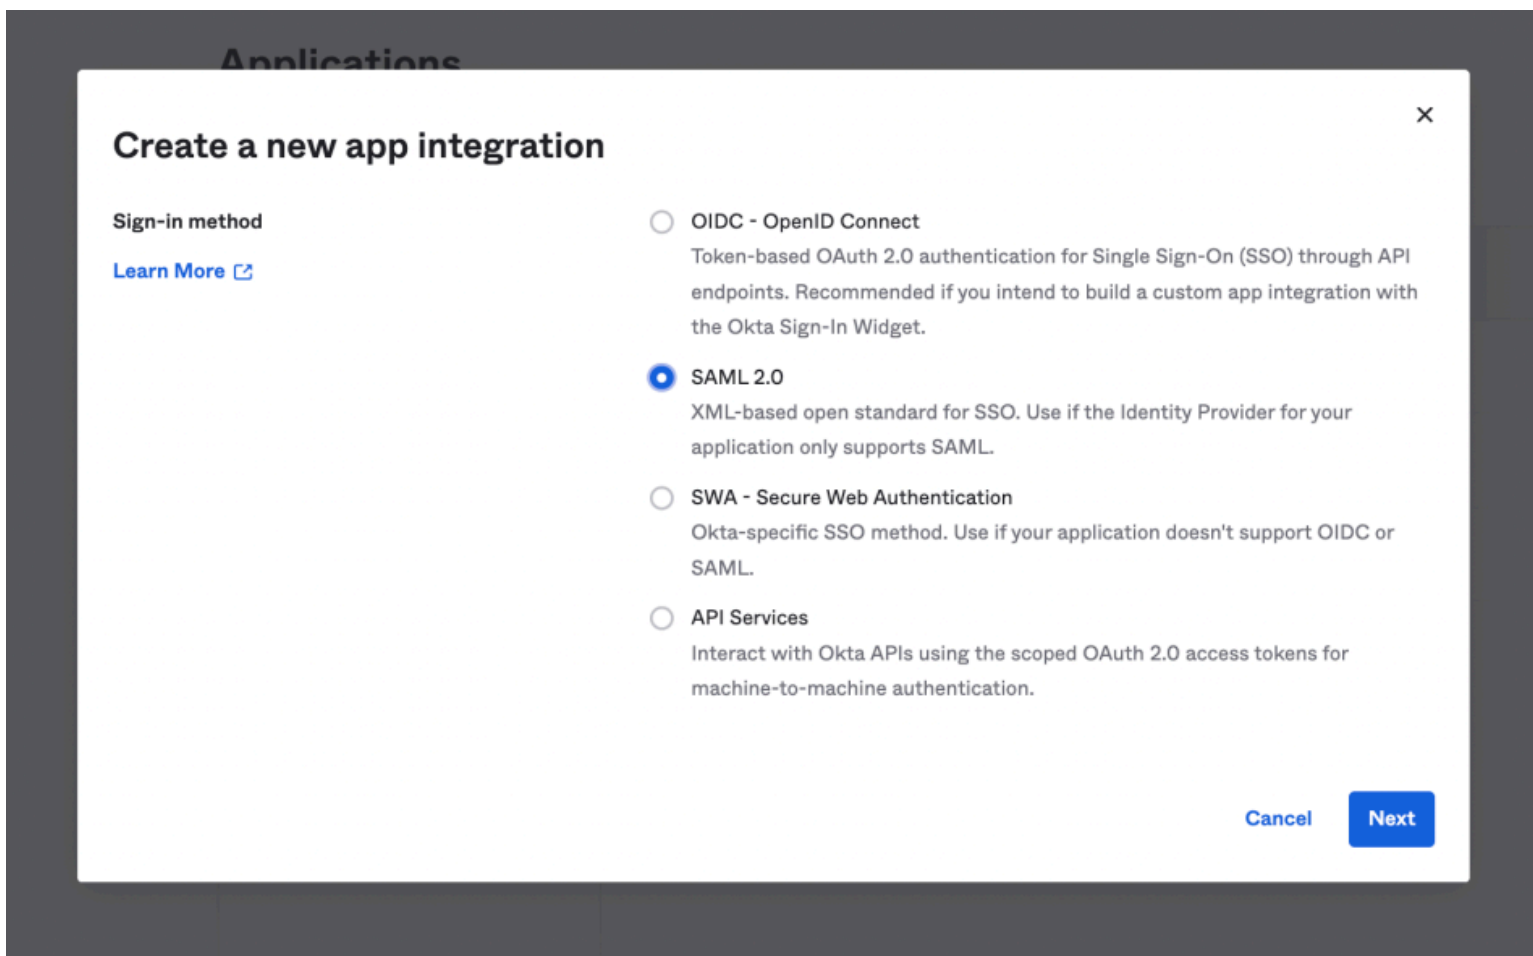 Applications
Create a new app integration
Sign-in method
Learn More
OIDC - OpenID Connect
Token-based OAuth 2.0 authentication for Single Sign-On (SSO) through API
endpoints. Recommended if you intend to build a custom app integration with
the Okta Sign-In Widget.
SAML 2.0
XML-based open standard for SSO. Use if the Identity Provider for your
application only supports SAML.
SWA - Secure Web Authentication
Okta-specific SSO method. Use if your application doesn't support OIDC or
SAML.
API Services
Interact with Okta APIs using the scoped OAuth 2.0 access tokens for
machine-to-machine authentication.
Cancel
Next